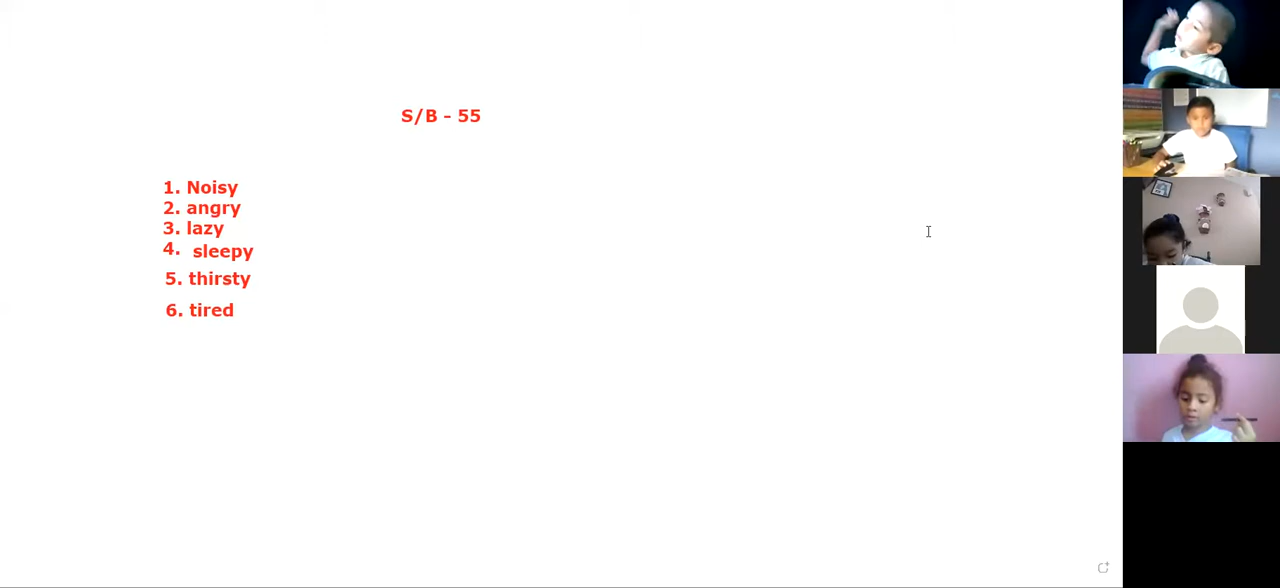 S/B - 55
1. Noisy
2. angry
3. lazy
4. sleepy
5. thirsty
6. tired